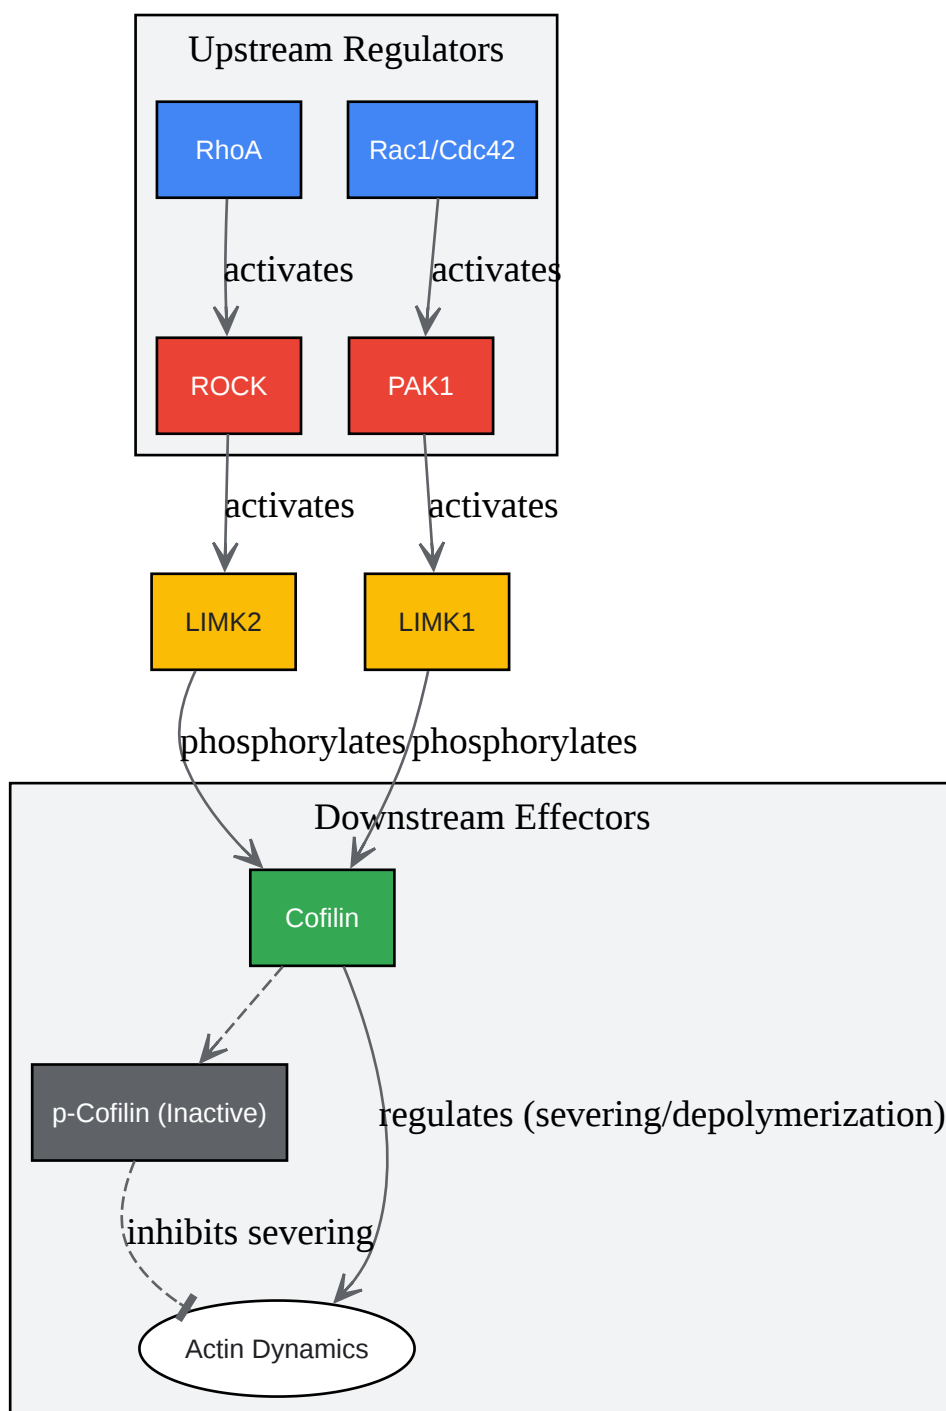 Upstream Regulators
RhoA
Rac1/Cdc42
activates
activates
ROCK
PAK1
activates
activates
LIMK2
LIMK1
phosphorylates
phosphorylates
Downstream Effectors
Cofilin
p-Cofilin (Inactive)
regulates (severing/depolymerization)
inhibits severing
Actin Dynamics